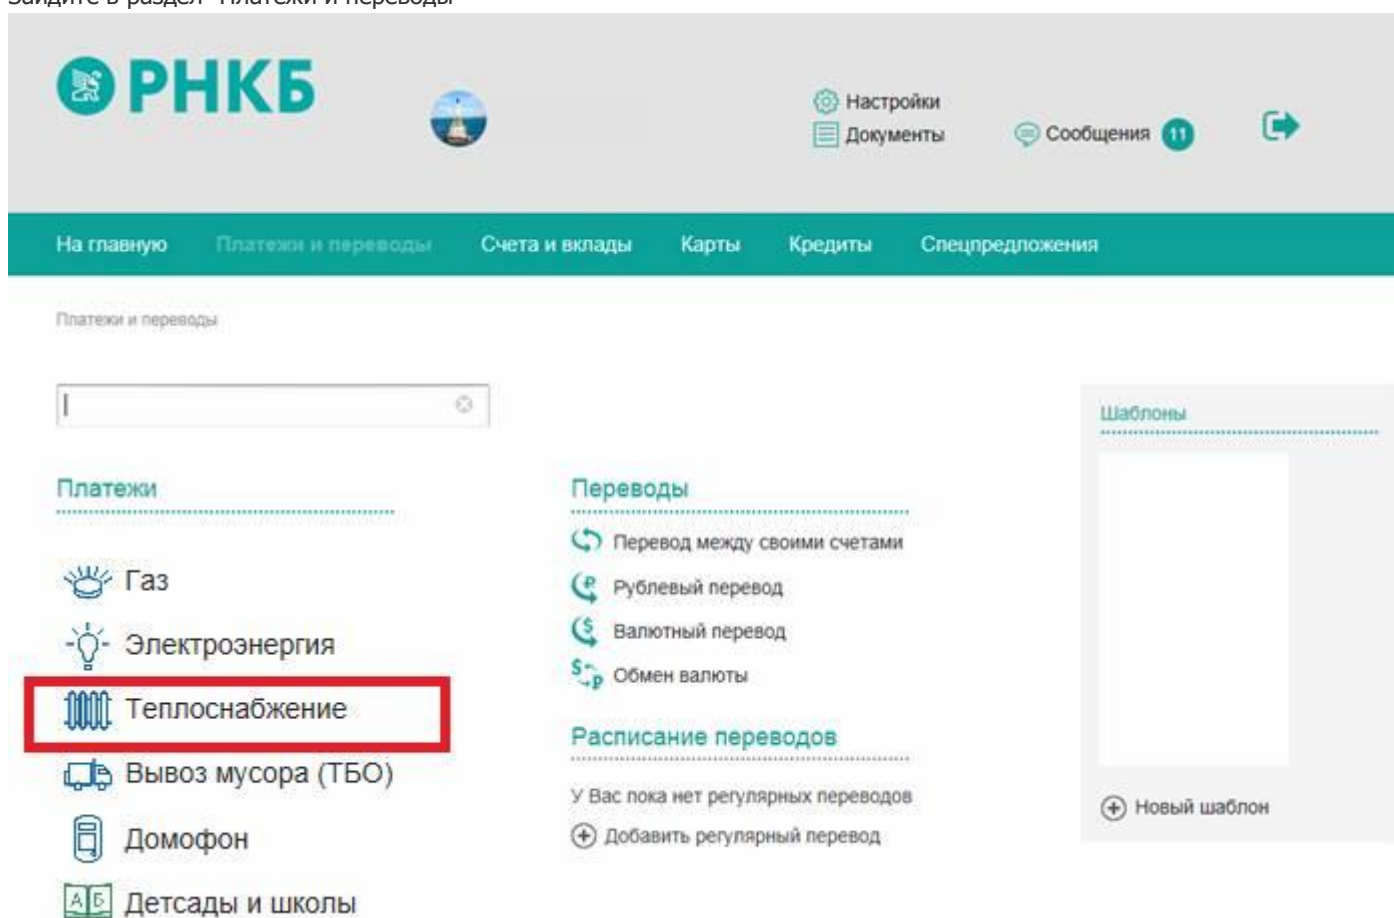 Зайдите в раздел "Платежи и переводы"
РНКБ
Настройки
Документы
Сообщения 11
На главную Платежи и переводы Счета и вклады Карты Кредиты Спецпредложения
Платежи и переводы
Шаблоны
Платежи
Газ
Электроэнергия
Теплоснабжение
Вывоз мусора (ТБО)
Домофон
АБ Детсады и школы
Переводы
Перевод между своими счетами
Рублевый перевод
Валютный перевод
Обмен валюты
Расписание переводов
У Вас пока нет регулярных переводов
Добавить регулярный перевод
Новый шаблон